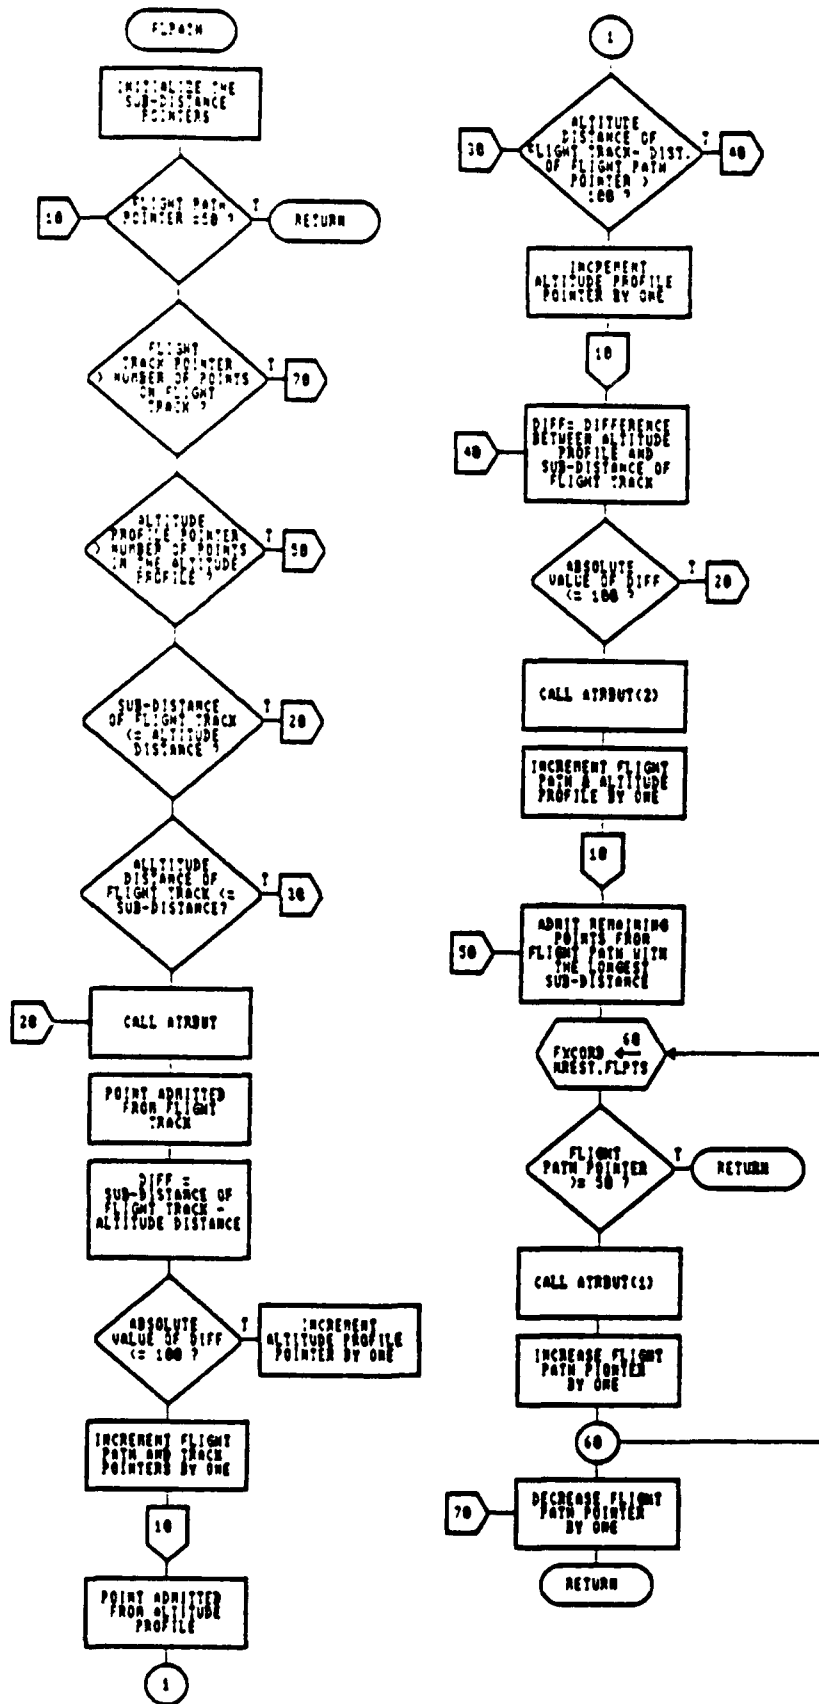 FLPATH
INITIALIZE THE
SUB-DISTANCE
POINTERS
10
FLIGHT PATH
POINTER =50 ?
T
RETURN
FLIGHT
TRACK POINTER
> NUMBER OF POINTS
ON FLIGHT
TRACK ?
T
70
ALTITUDE
PROFILE POINTER
> NUMBER OF POINTS
IN THE ALTITUDE
PROFILE ?
T
50
SUB-DISTANCE
OF FLIGHT TRACK
<= ALTITUDE
DISTANCE ?
T
20
ALLTITUDE
DISTANCE OF
FLIGHT TRACK <=
SUB-DISTANCE?
T
30
20
CALL ATRBUT
POINT ADMITTED
FROM FLIGHT
TRACK
DIFF =
SUB-DISTANCE OF
FLIGHT TRACK -
ALTITUDE DISTANCE
ABSOLUTE
VALUE OF DIFF
<= 100 ?
T
INCREMENT
ALTITUDE PROFILE
POINTER BY ONE
INCREMENT FLIGHT
PATH AND TRACK
POINTERS BY ONE
10
POINT ADMITTED
FROM ALTITUDE
PROFILE
1
1
30
ALTITUDE
DISTANCE OF
FLIGHT TRACK- DIST.
OF FLIGHT PATH
POINTER >
100 ?
T
40
INCREMENT
ALTITUDE PROFILE
POINTER BY ONE
10
40
DIFF= DIFFERENCE
BETWEEN ALTITUDE
PROFILE AND
SUB-DISTANCE OF
FLIGHT TRACK
ABSOLUTE
VALUE OF DIFF
<= 100 ?
T
20
CALL ATRBUT(2)
INCREMENT FLIGHT
PATH & ALTITUDE
PROFILE BY ONE
10
50
ADMIT REMAINING
POINTS FROM
FLIGHT PATH WITH
THE LONGEST
SUB-DISTANCE
60
FXCORD
NREST.FLPTS
FLIGHT
PATH POINTER
>= 50 ?
T
RETURN
CALL ATRBUT(1)
INCREASE FLIGHT
PATH PIONTER
BY ONE
60
70
DECREASE FLIGHT
PATH POINTER
BY ONE
RETURN